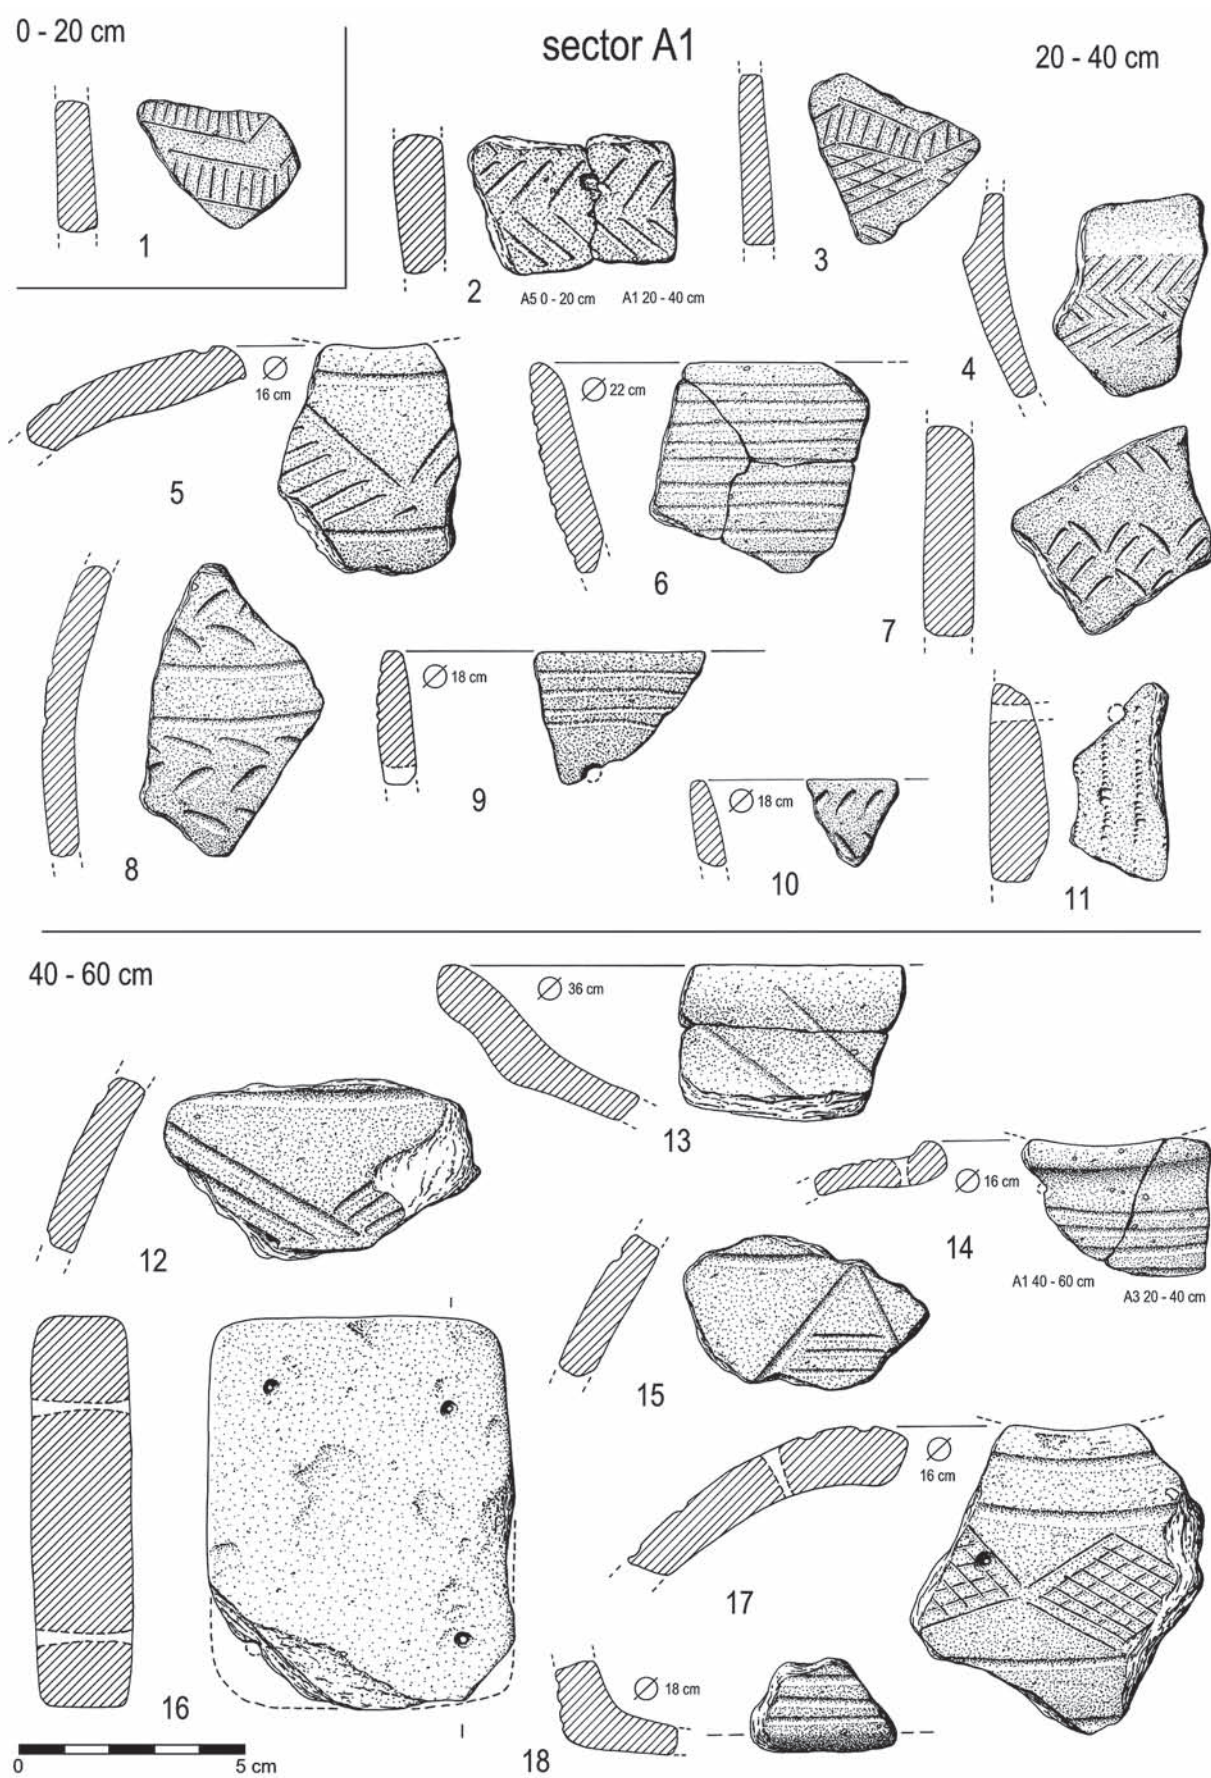 0 - 20 cm
sector A1
20 - 40 cm
1
2
A5 0 - 20 cm
A1 20 - 40 cm
3
4
5
16 cm
6
22 cm
7
8
9
18 cm
10
18 cm
11
40 - 60 cm
12
13
36 cm
14
16 cm
A1 40 - 60 cm
A3 20 - 40 cm
15
16
17
16 cm
18
18 cm
0
5 cm